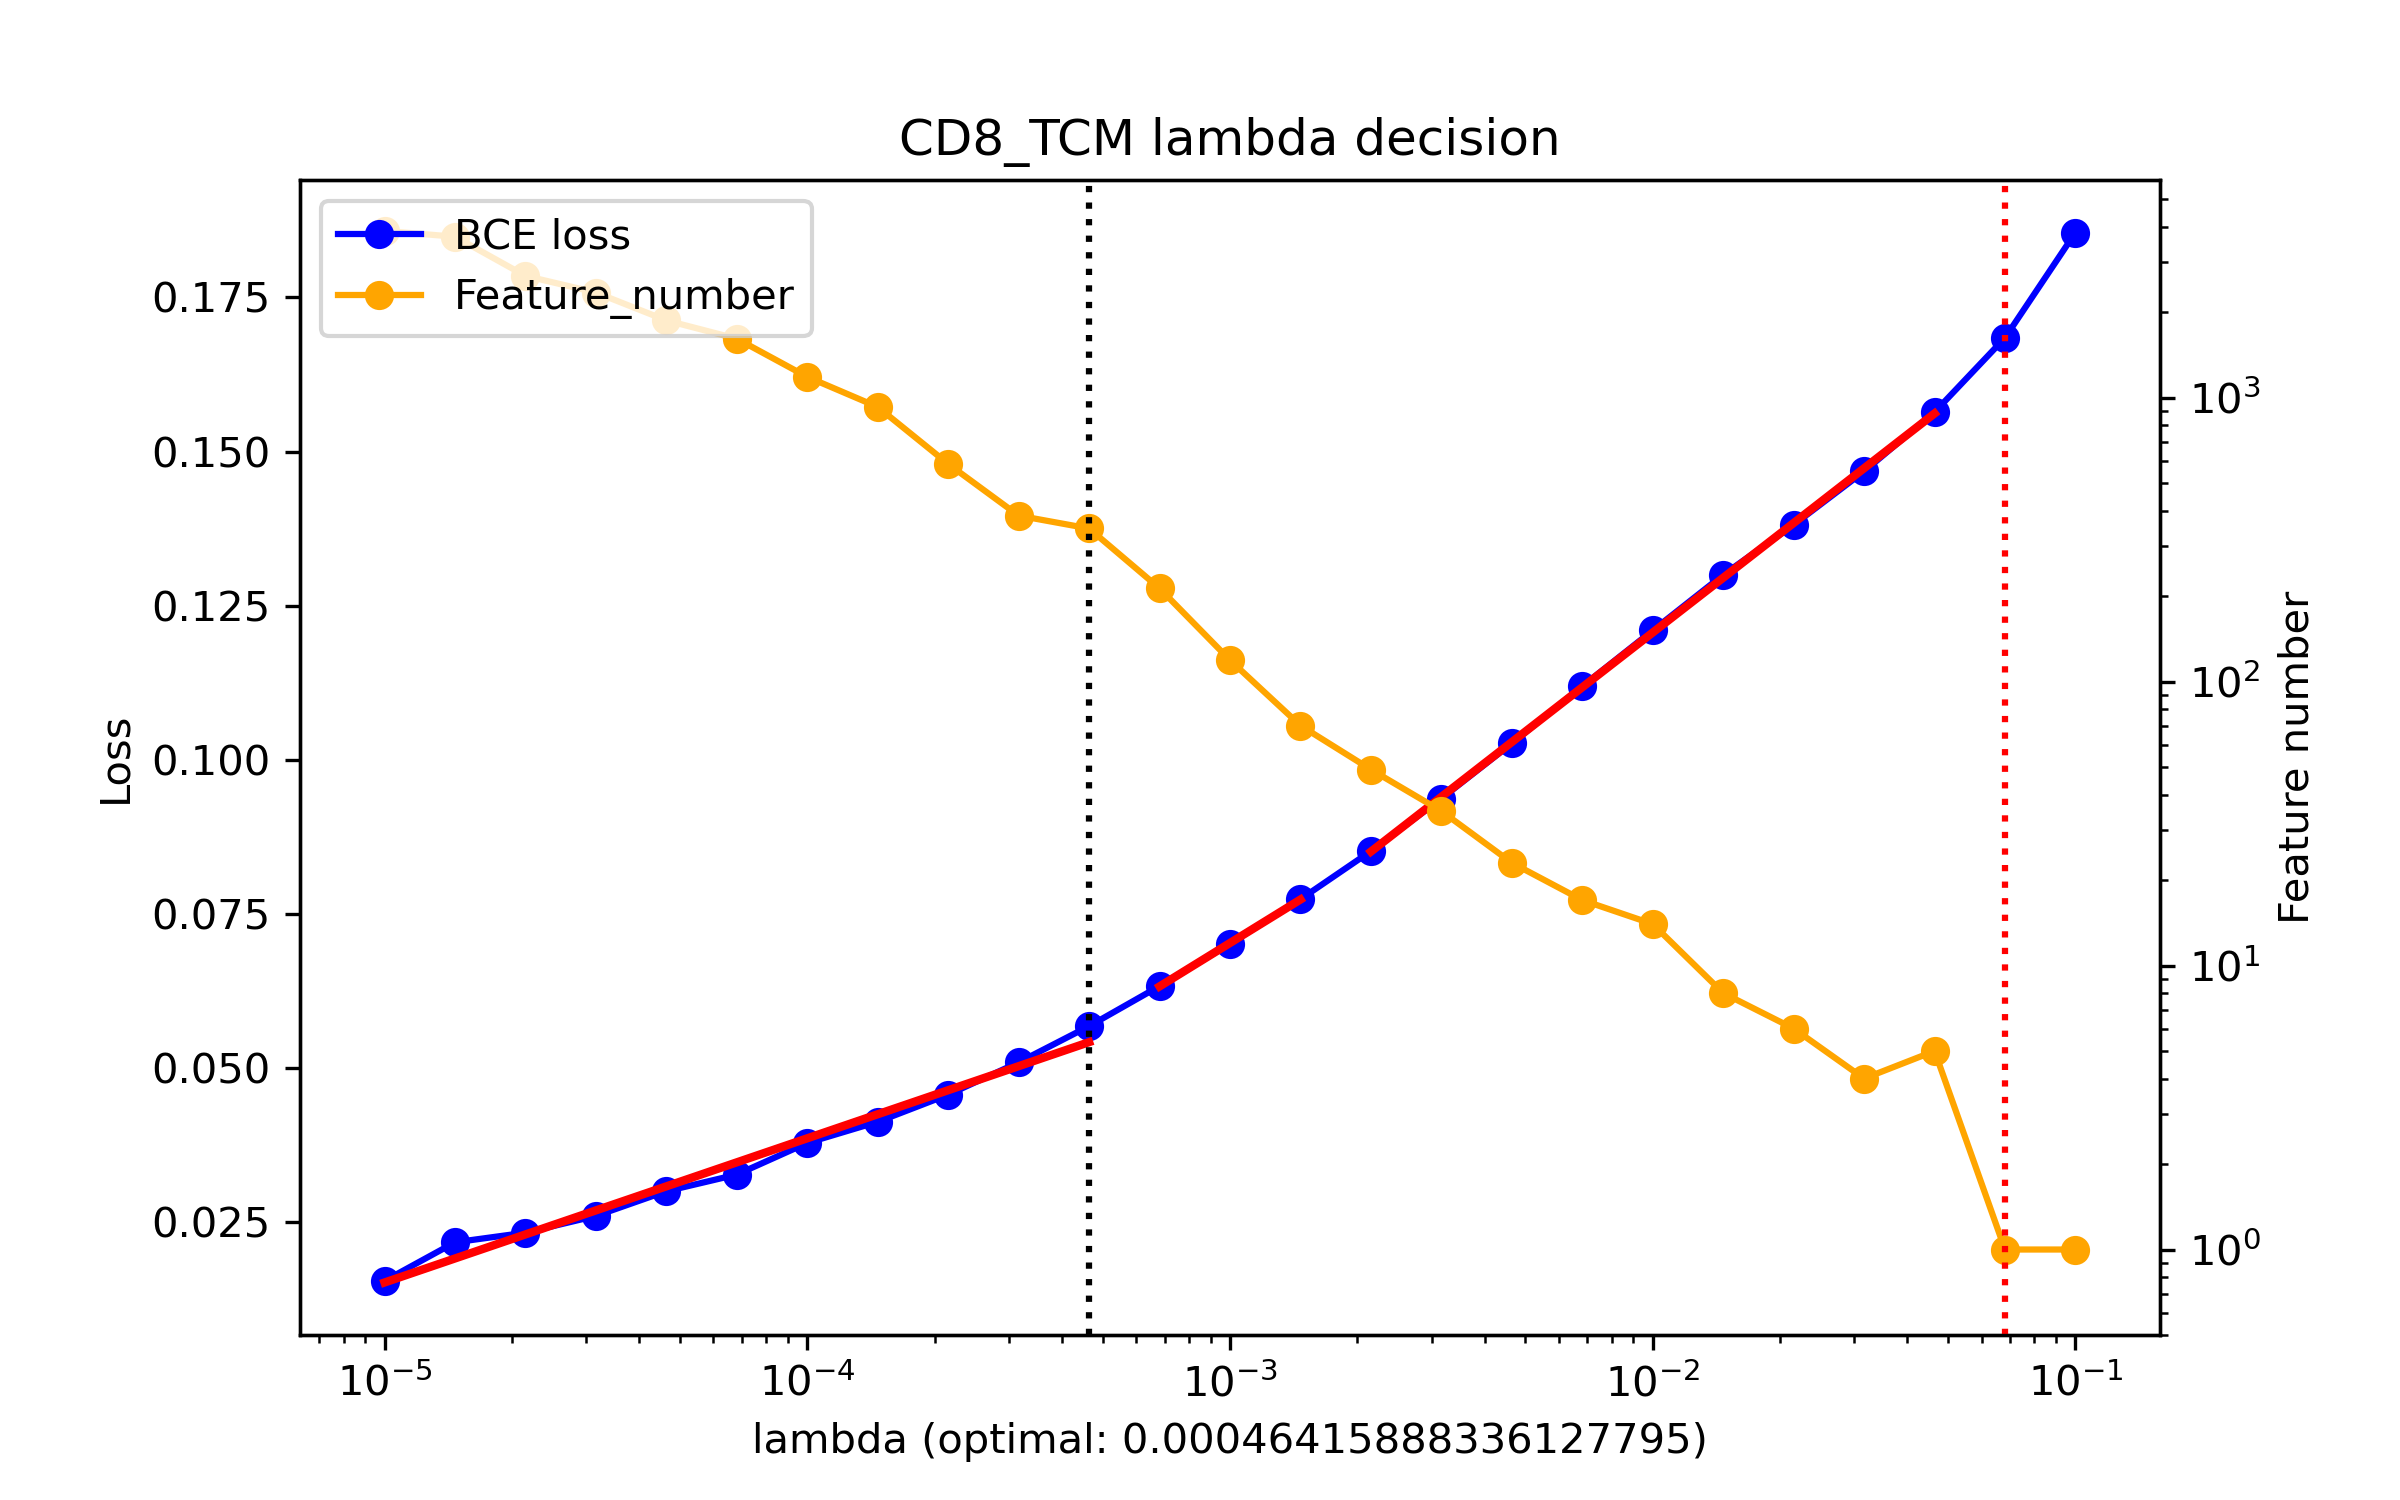 CD8_TCM lambda decision
BCE loss
Feature_number
0.175
0.150
0.125
0.100
0.075
0.050
0.025
Loss
10³
10²
10¹
10⁰
Feature number
10⁻⁵ 10⁻⁴ 10⁻³ 10⁻² 10⁻¹
lambda (optimal: 0.00046415888336127795)